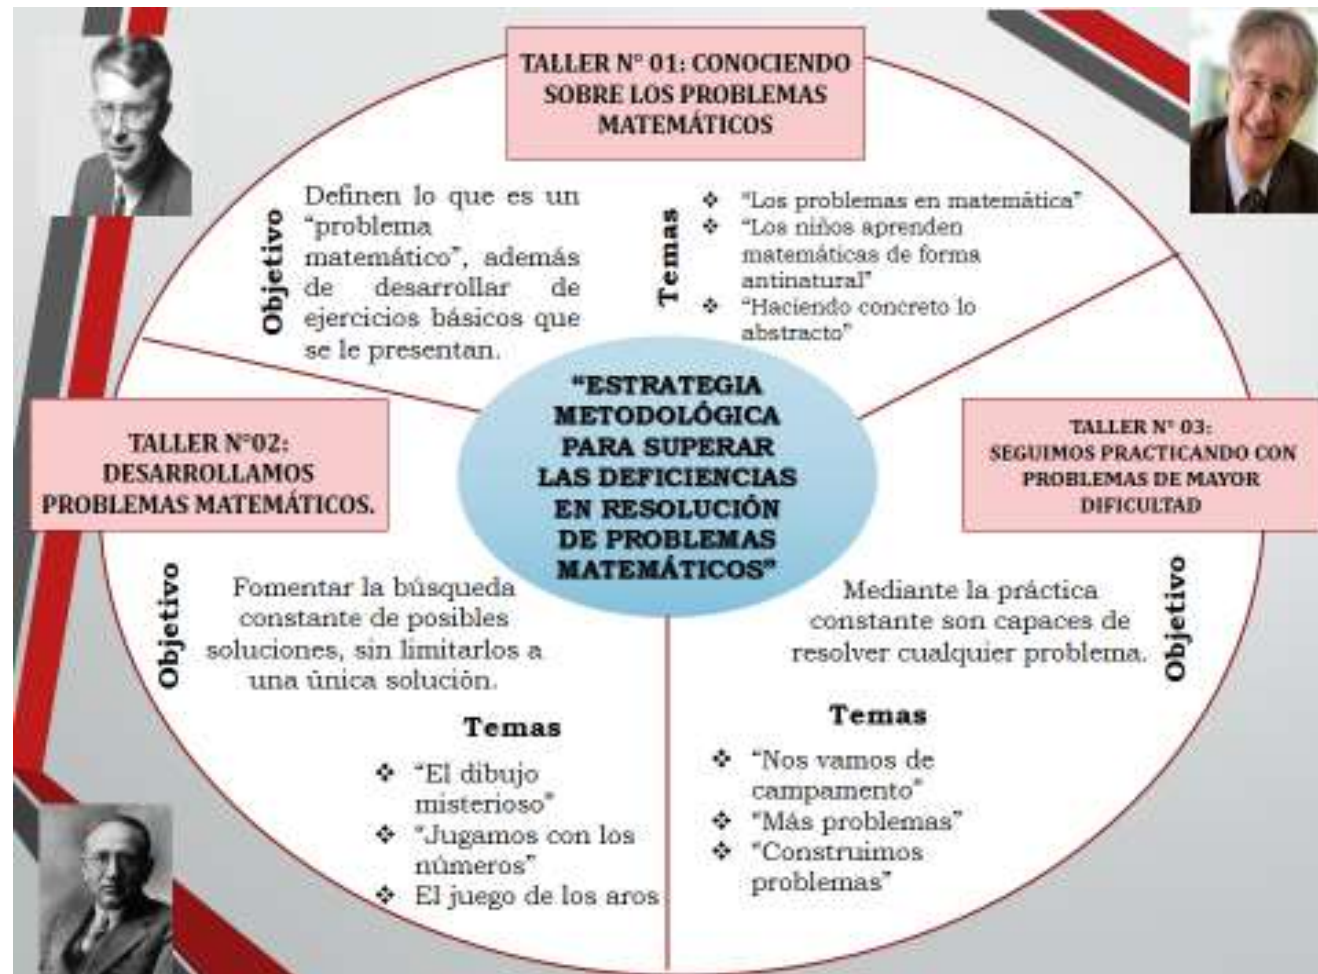 TALLER N° 01: CONOCIENDO
SOBRE LOS PROBLEMAS
MATEMÁTICOS
Objetivo
Definen lo que es un
“problema
matemático”, además
de desarrollar de
ejercicios básicos que
se le presentan.
Temas
❖ “Los problemas en matemática”
❖ “Los niños aprenden
matemáticas de forma
antinatural”
❖ “Haciendo concreto lo
abstracto”
“ESTRATEGIA
METODOLÓGICA
PARA SUPERAR
LAS DEFICIENCIAS
EN RESOLUCIÓN
DE PROBLEMAS
MATEMÁTICOS”
TALLER N°02:
DESARROLLAMOS
PROBLEMAS MATEMÁTICOS.
Objetivo
Fomentar la búsqueda
constante de posibles
soluciones, sin limitarlos a
una única solución.
Temas
❖ “El dibujo
misterioso”
❖ “Jugamos con los
números”
❖ El juego de los aros
TALLER N° 03:
SEGUIMOS PRACTICANDO CON
PROBLEMAS DE MAYOR
DIFICULTAD
Objetivo
Mediante la práctica
constante son capaces de
resolver cualquier problema.
Temas
❖ “Nos vamos de
campamento”
❖ “Más problemas”
❖ “Construimos
problemas”